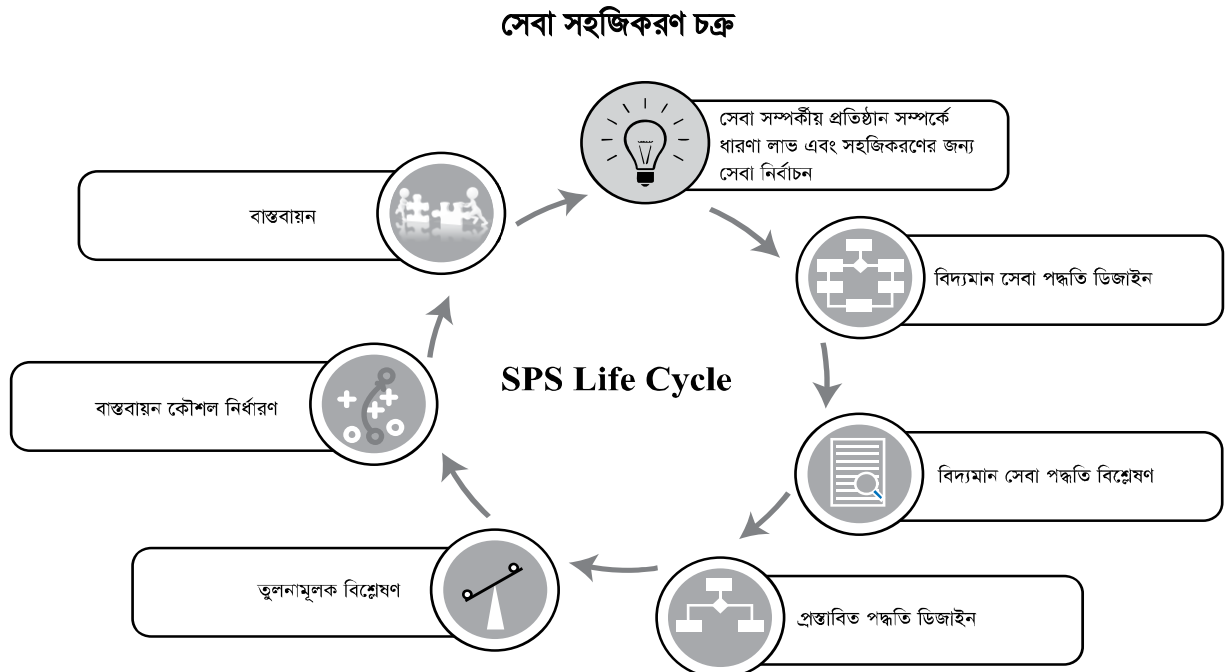 সেবা সহজিকরণ চক্র
সেবা সম্পর্কীয় প্রতিষ্ঠান সম্পর্কে
ধারণা লাভ এবং সহজিকরণের জন্য
সেবা নির্বাচন
বিদ্যমান সেবা পদ্ধতি ডিজাইন
বিদ্যমান সেবা পদ্ধতি বিশ্লেষণ
প্রস্তাবিত পদ্ধতি ডিজাইন
তুলনামূলক বিশ্লেষণ
বাস্তবায়ন কৌশল নির্ধারণ
বাস্তবায়ন
SPS Life Cycle